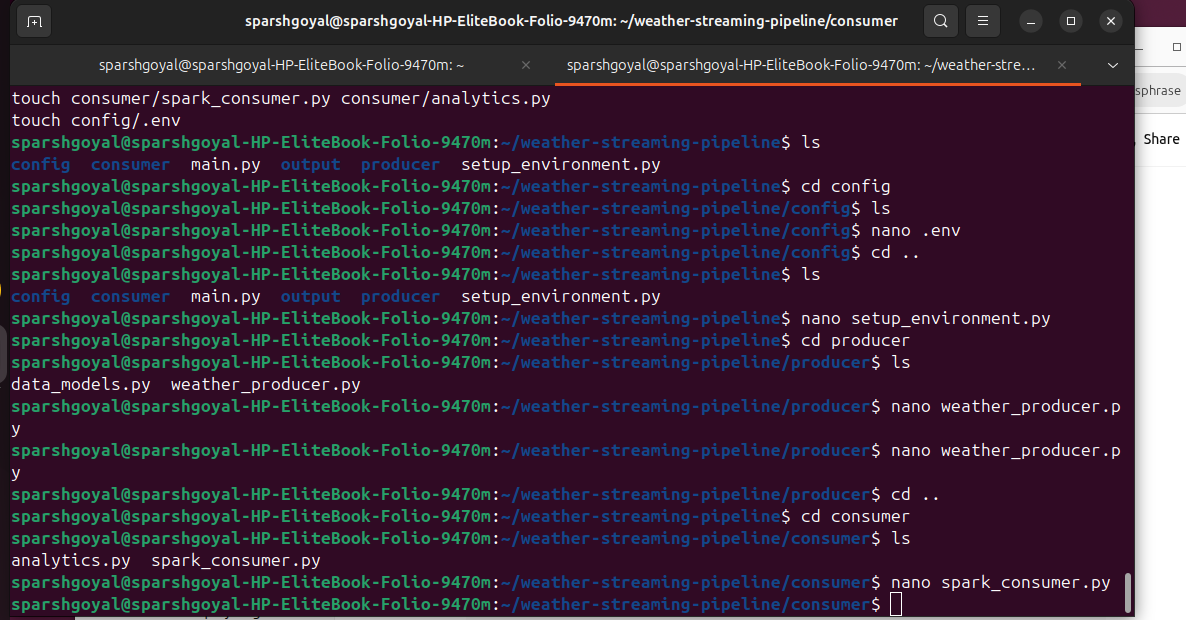 sparshgoyal@sparshgoyal-HP-EliteBook-Folio-9470m: ~/weather-streaming-pipeline/consumer
sparshgoyal@sparshgoyal-HP-EliteBook-Folio-9470m: ~
sparshgoyal@sparshgoyal-HP-EliteBook-Folio-9470m: ~/weather-stre…
sphrase
Share
touch consumer/spark_consumer.py consumer/analytics.py
touch config/.env
sparshgoyal@sparshgoyal-HP-EliteBook-Folio-9470m:~/weather-streaming-pipeline$ ls
config  consumer  main.py  output  producer  setup_environment.py
sparshgoyal@sparshgoyal-HP-EliteBook-Folio-9470m:~/weather-streaming-pipeline$ cd config
sparshgoyal@sparshgoyal-HP-EliteBook-Folio-9470m:~/weather-streaming-pipeline/config$ ls
sparshgoyal@sparshgoyal-HP-EliteBook-Folio-9470m:~/weather-streaming-pipeline/config$ nano .env
sparshgoyal@sparshgoyal-HP-EliteBook-Folio-9470m:~/weather-streaming-pipeline/config$ cd ..
sparshgoyal@sparshgoyal-HP-EliteBook-Folio-9470m:~/weather-streaming-pipeline$ ls
config  consumer  main.py  output  producer  setup_environment.py
sparshgoyal@sparshgoyal-HP-EliteBook-Folio-9470m:~/weather-streaming-pipeline$ nano setup_environment.py
sparshgoyal@sparshgoyal-HP-EliteBook-Folio-9470m:~/weather-streaming-pipeline$ cd producer
sparshgoyal@sparshgoyal-HP-EliteBook-Folio-9470m:~/weather-streaming-pipeline/producer$ ls
data_models.py  weather_producer.py
sparshgoyal@sparshgoyal-HP-EliteBook-Folio-9470m:~/weather-streaming-pipeline/producer$ nano weather_producer.p
y
sparshgoyal@sparshgoyal-HP-EliteBook-Folio-9470m:~/weather-streaming-pipeline/producer$ nano weather_producer.p
y
sparshgoyal@sparshgoyal-HP-EliteBook-Folio-9470m:~/weather-streaming-pipeline/producer$ cd ..
sparshgoyal@sparshgoyal-HP-EliteBook-Folio-9470m:~/weather-streaming-pipeline$ cd consumer
sparshgoyal@sparshgoyal-HP-EliteBook-Folio-9470m:~/weather-streaming-pipeline/consumer$ ls
analytics.py  spark_consumer.py
sparshgoyal@sparshgoyal-HP-EliteBook-Folio-9470m:~/weather-streaming-pipeline/consumer$ nano spark_consumer.py
sparshgoyal@sparshgoyal-HP-EliteBook-Folio-9470m:~/weather-streaming-pipeline/consumer$